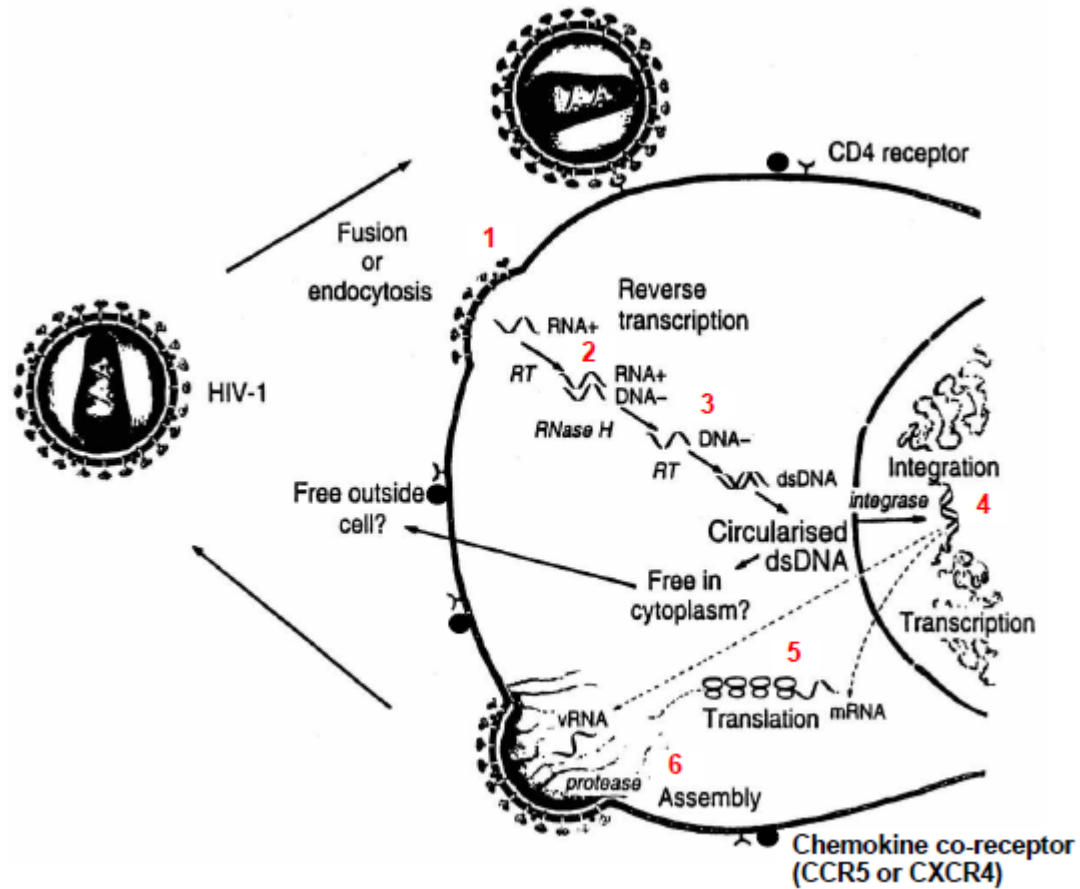 CD4 receptor
1
Fusion
or
endocytosis
Reverse
transcription
RNA+
2
RT
RNA+
DNA–
3
HIV-1
RNase H
DNA–
RT
dsDNA
Integration
integrase
4
Free outside
cell?
Circularised
dsDNA
Free in
cytoplasm?
Transcription
5
vRNA
Translation
mRNA
6
protease
Assembly
Chemokine co-receptor
(CCR5 or CXCR4)